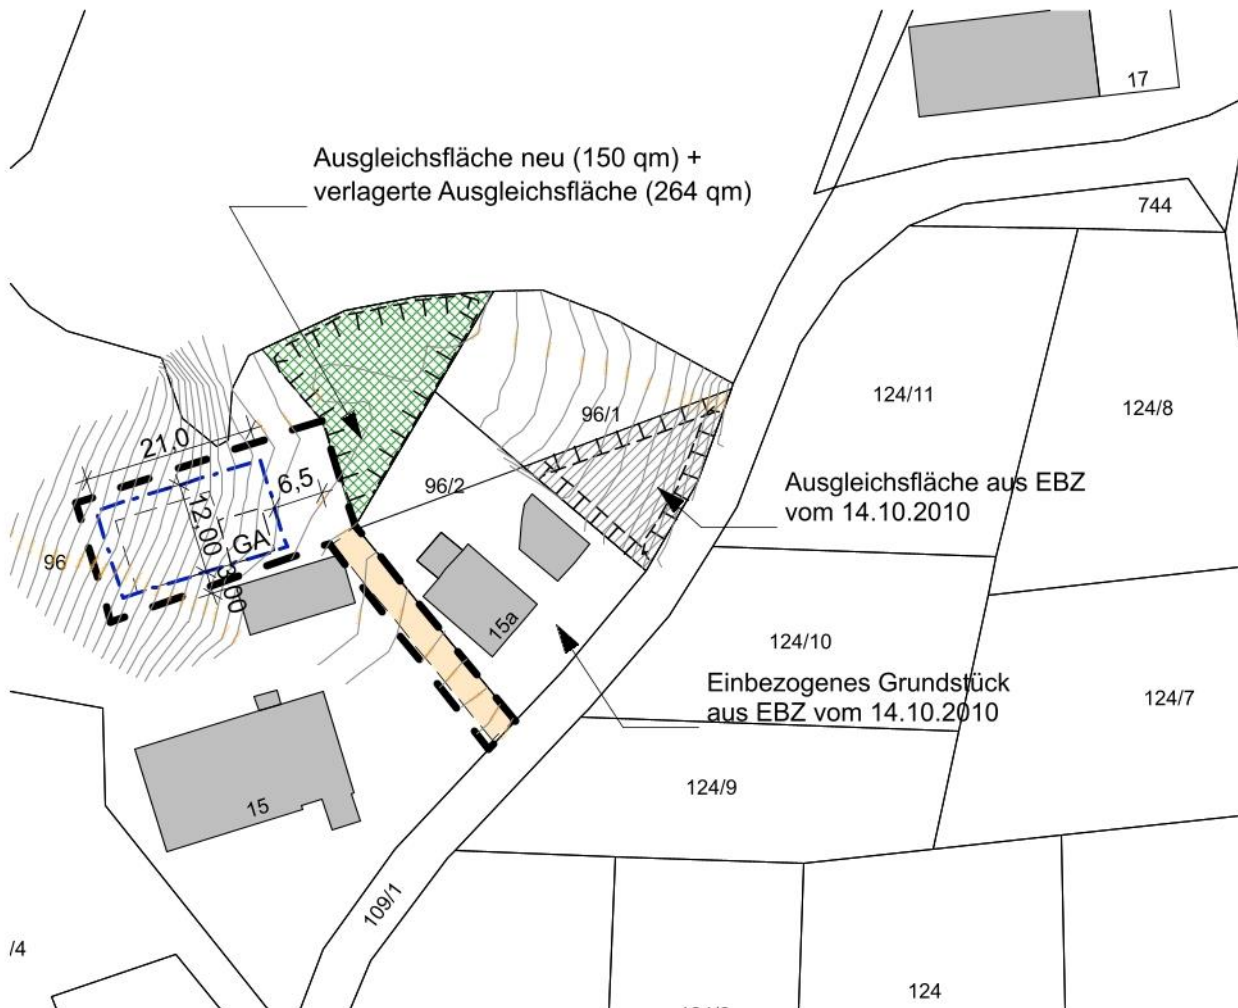 17
Ausgleichsfläche neu (150 qm) +
verlagerte Ausgleichsfläche (264 qm)
744
124/11
124/8
96/1
21.0
6,5
96/2
Ausgleichsfläche aus EBZ
vom 14.10.2010
12,00
GA
96
3,00
15a
124/10
Einbezogenes Grundstück
aus EBZ vom 14.10.2010
124/7
124/9
15
109/1
/4
124